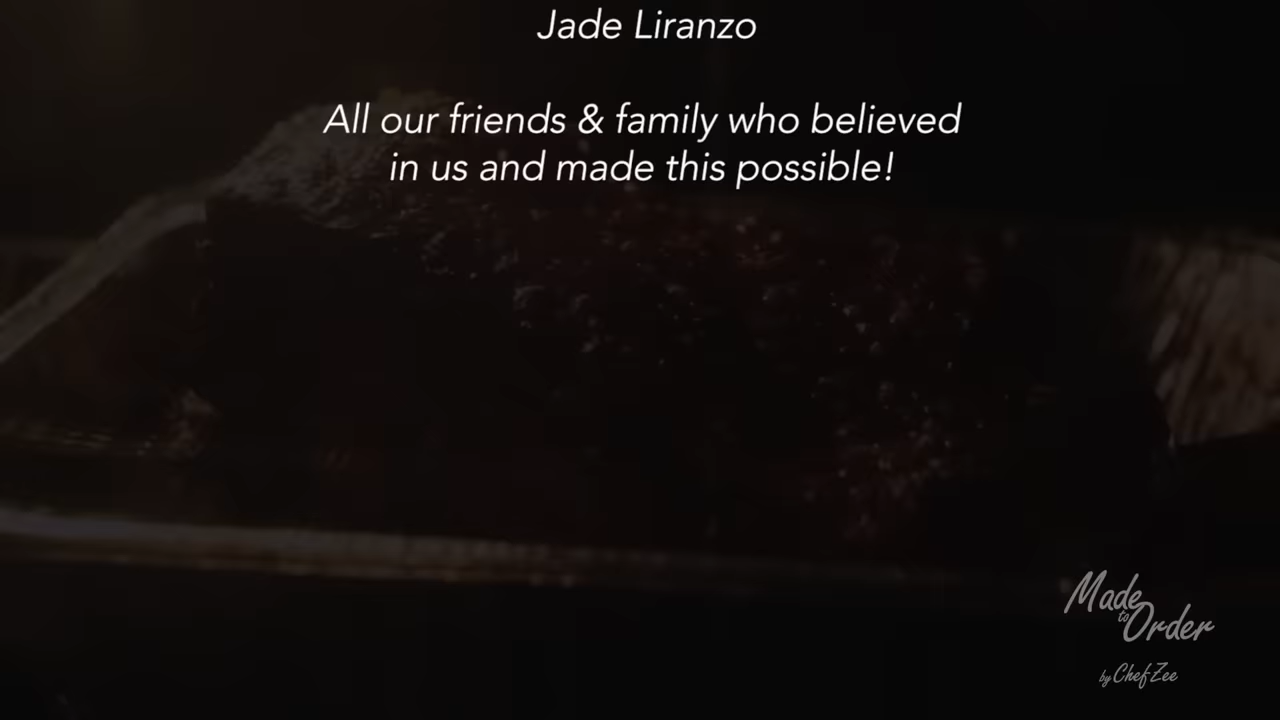 Jade Liranzo
All our friends & family who believed
in us and made this possible!
Made
to
Order
by Chef Zee